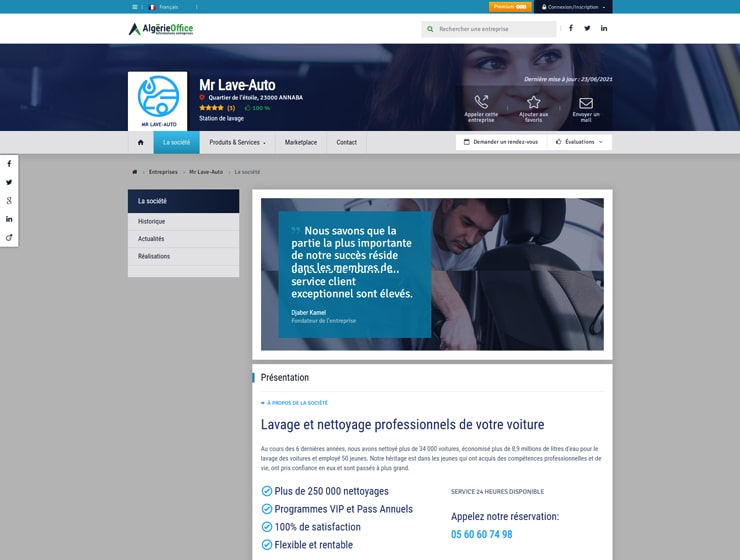 Français
Premium
Connexion/Inscription
AlgérieOffice
Rechercher une entreprise
Dernière mise à jour : 23/06/2021
MR LAVE-AUTO
Mr Lave-Auto
Quartier de l'étoile, 23000 ANNABA
(3) 100 %
Station de lavage
Appeler cette
entreprise
Ajouter aux
favoris
Envoyer un
mail
La société
Produits & Services
Marketplace
Contact
Demander un rendez-vous
Évaluations
Entreprises > Mr Lave-Auto > La société
La société
Historique
Actualités
Réalisations
Nous savons que la
partie la plus importante
de notre succès réside
dans les membres de
service client
exceptionnel sont élevés.
Djaber Kamel
Fondateur de l'entreprise
Présentation
À PROPOS DE LA SOCIÉTÉ
Lavage et nettoyage professionnels de votre voiture
Au cours des 6 dernières années, nous avons nettoyé plus de 34 000 voitures, économisé plus de 8,9 millions de litres d'eau pour le
lavage des voitures et employé 50 jeunes. Notre héritage est dans les jeunes qui ont acquis des compétences professionnelles et de
vie, ont pris confiance en eux et sont passés à plus grand.
Plus de 250 000 nettoyages
Programmes VIP et Pass Annuels
100% de satisfaction
Flexible et rentable
SERVICE 24 HEURES DISPONIBLE
Appelez notre réservation:
05 60 60 74 98